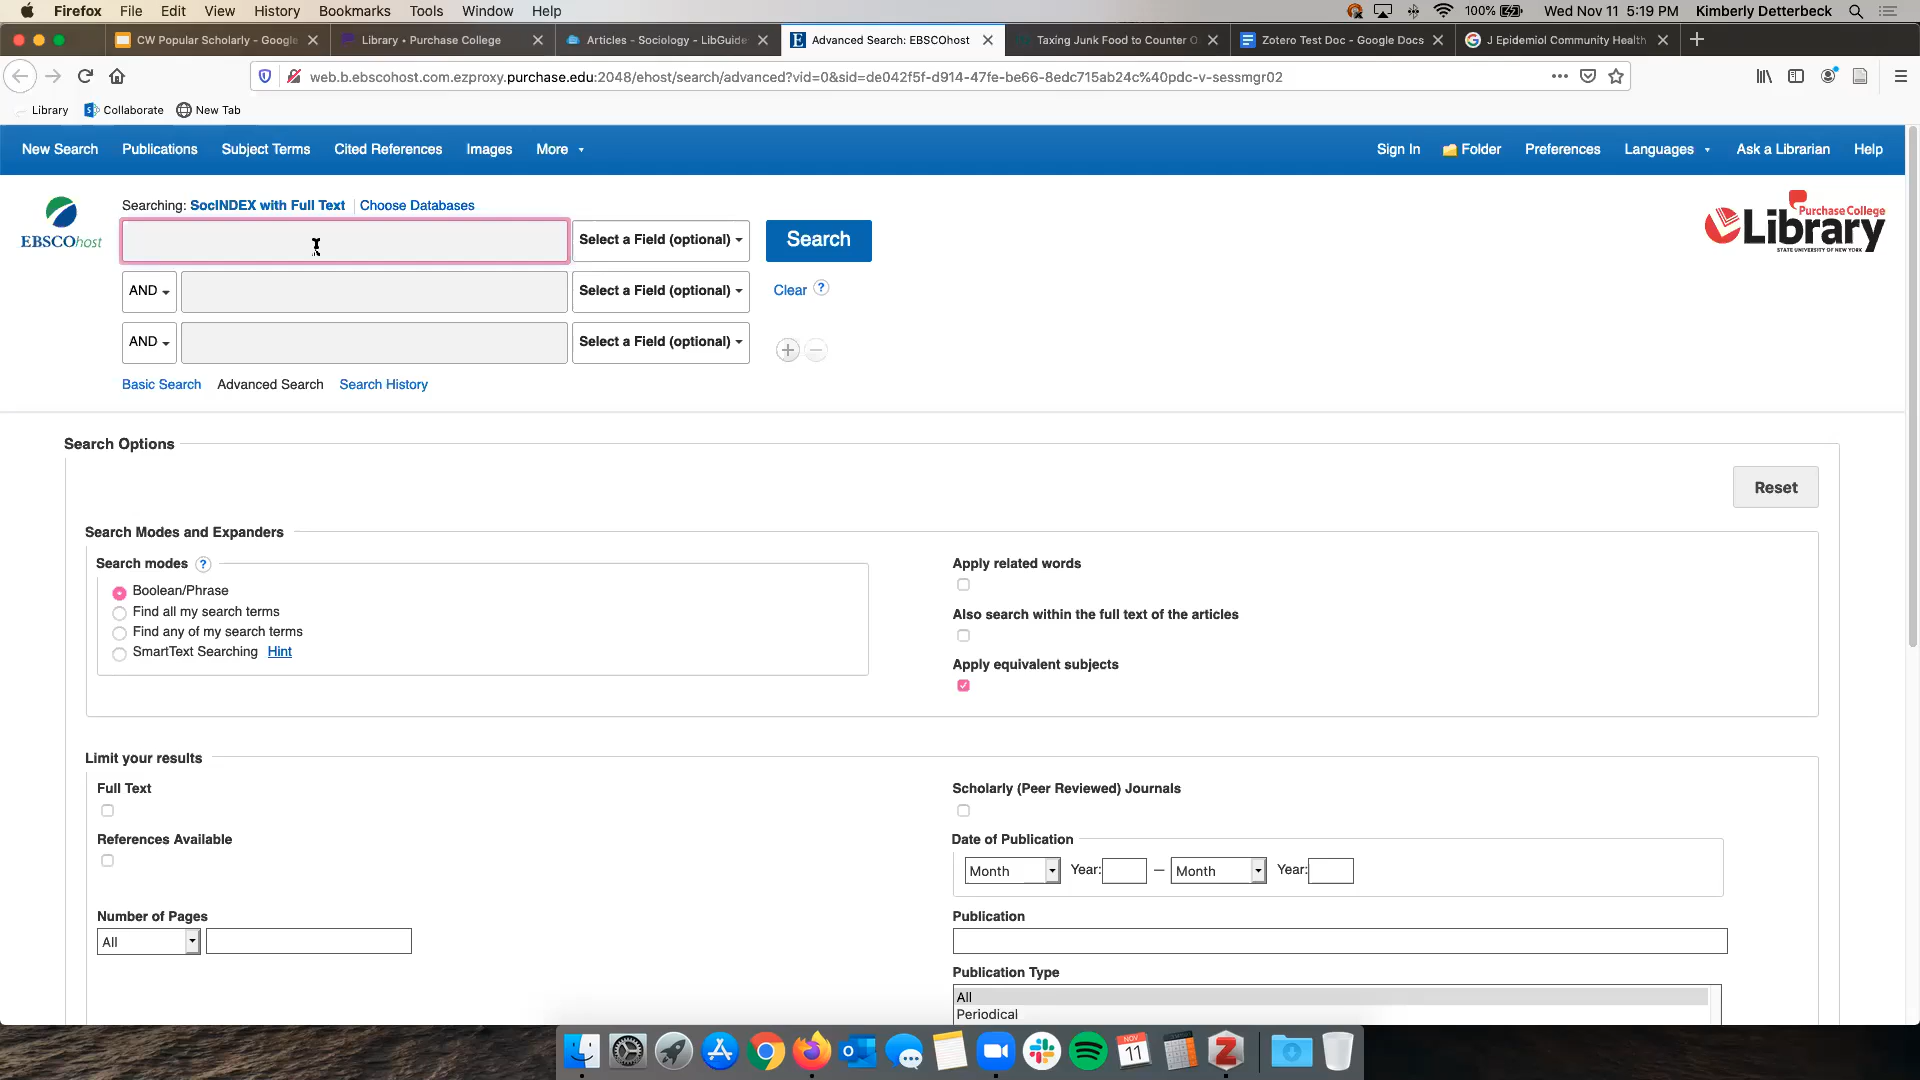 Firefox File Edit View History Bookmarks Tools Window Help 100% Wed Nov 11 5:19 PM Kimberly Detterbeck
CW Popular Scholarly - Google Library • Purchase College Articles - Sociology - LibGuide Advanced Search: EBSCOhost Taxing Junk Food to Counter O Zotero Test Doc - Google Docs J Epidemiol Community Health
web.b.ebscohost.com.ezproxy.purchase.edu:2048/ehost/search/advanced?vid=0&sid=de042f5f-d914-47fe-be66-8edc715ab24c%40pdc-v-sessmgr02
Library Collaborate New Tab
New Search Publications Subject Terms Cited References Images More Sign In Folder Preferences Languages Ask a Librarian Help
Searching: SocINDEX with Full Text Choose Databases
EBSCOhost
Select a Field (optional) Search
Purchase College
Library
STATE UNIVERSITY OF NEW YORK
AND Select a Field (optional) Clear ?
AND Select a Field (optional)
Basic Search Advanced Search Search History
Search Options
Reset
Search Modes and Expanders
Search modes ?
Boolean/Phrase
Find all my search terms
Find any of my search terms
SmartText Searching Hint
Apply related words
Also search within the full text of the articles
Apply equivalent subjects
Limit your results
Full Text
References Available
Number of Pages
All
Scholarly (Peer Reviewed) Journals
Date of Publication
Month Year: – Month Year:
Publication
Publication Type
All
Periodical
NOV
11